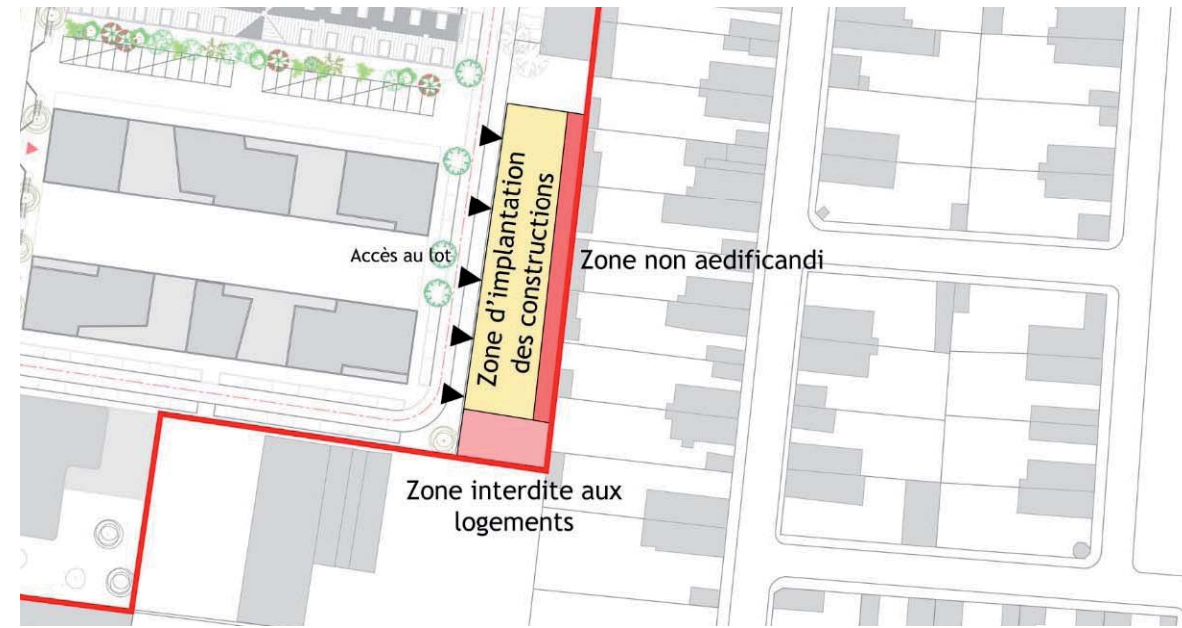 Zone d'implantation
des constructions
Accès au lot
Zone non aedificandi
Zone interdite aux
logements